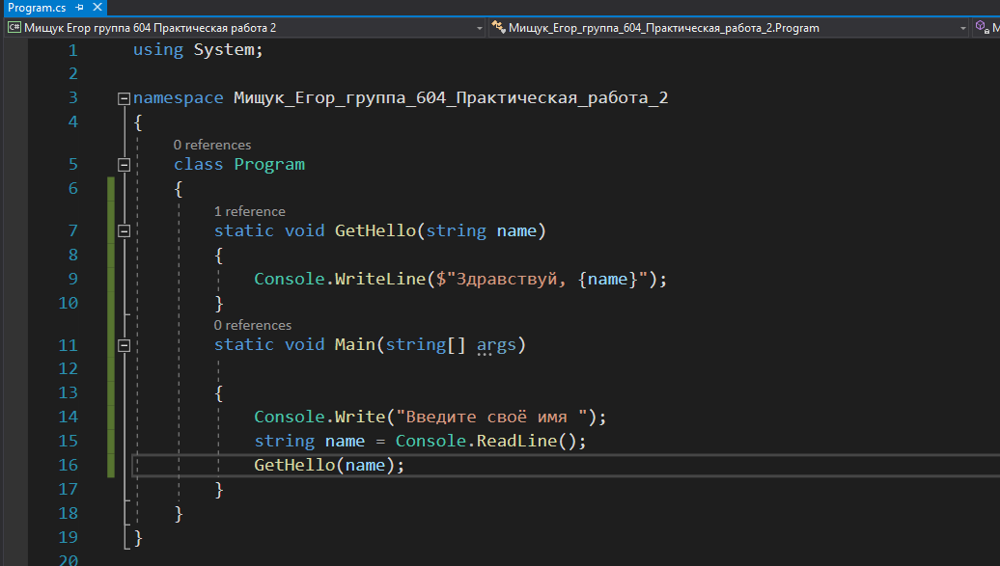 Program.cs
C# Мищук Егор группа 604 Практическая работа 2
Мищук_Егор_группа_604_Практическая_работа_2.Program
M
1 using System;
2
3 namespace Мищук_Егор_группа_604_Практическая_работа_2
4 {
0 references
5 class Program
6 {
1 reference
7 static void GetHello(string name)
8 {
9 Console.WriteLine($"Здравствуй, {name}");
10 }
0 references
11 static void Main(string[] args)
12
13 {
14 Console.Write("Введите своё имя ");
15 string name = Console.ReadLine();
16 GetHello(name);
17 }
18 }
19 }
20